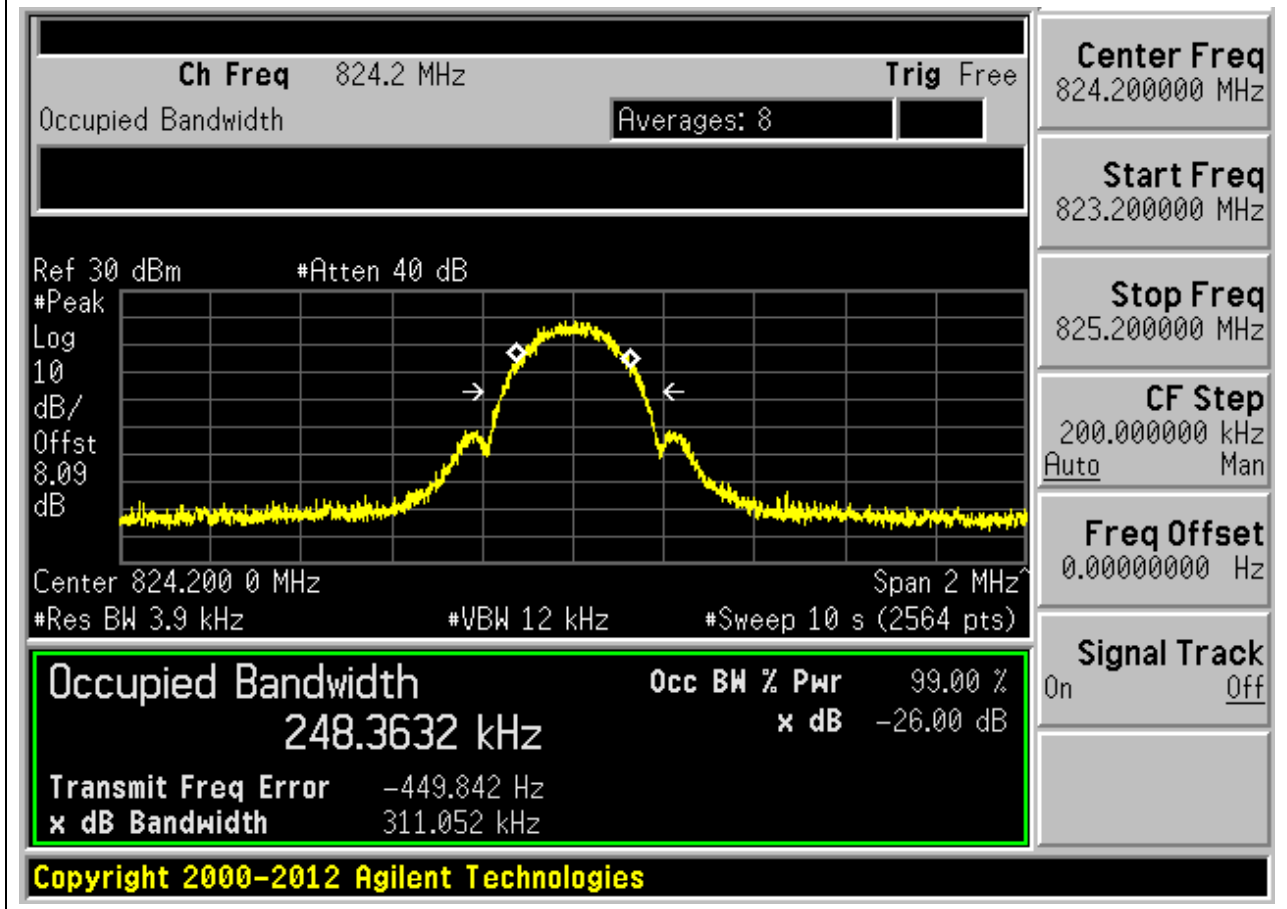 Ch Freq 824.2 MHz Trig Free
Occupied Bandwidth Averages: 8
Ref 30 dBm #Atten 40 dB
#Peak
Log
10
dB/
Offst
8.09
dB
Center 824.200 0 MHz Span 2 MHz^
#Res BW 3.9 kHz #VBW 12 kHz #Sweep 10 s (2564 pts)
Occupied Bandwidth Occ BW % Pwr 99.00 %
248.3632 kHz x dB -26.00 dB
Transmit Freq Error -449.842 Hz
x dB Bandwidth 311.052 kHz
Copyright 2000-2012 Agilent Technologies
Center Freq
824.200000 MHz
Start Freq
823.200000 MHz
Stop Freq
825.200000 MHz
CF Step
200.000000 kHz
Auto Man
Freq Offset
0.00000000 Hz
Signal Track
On Off